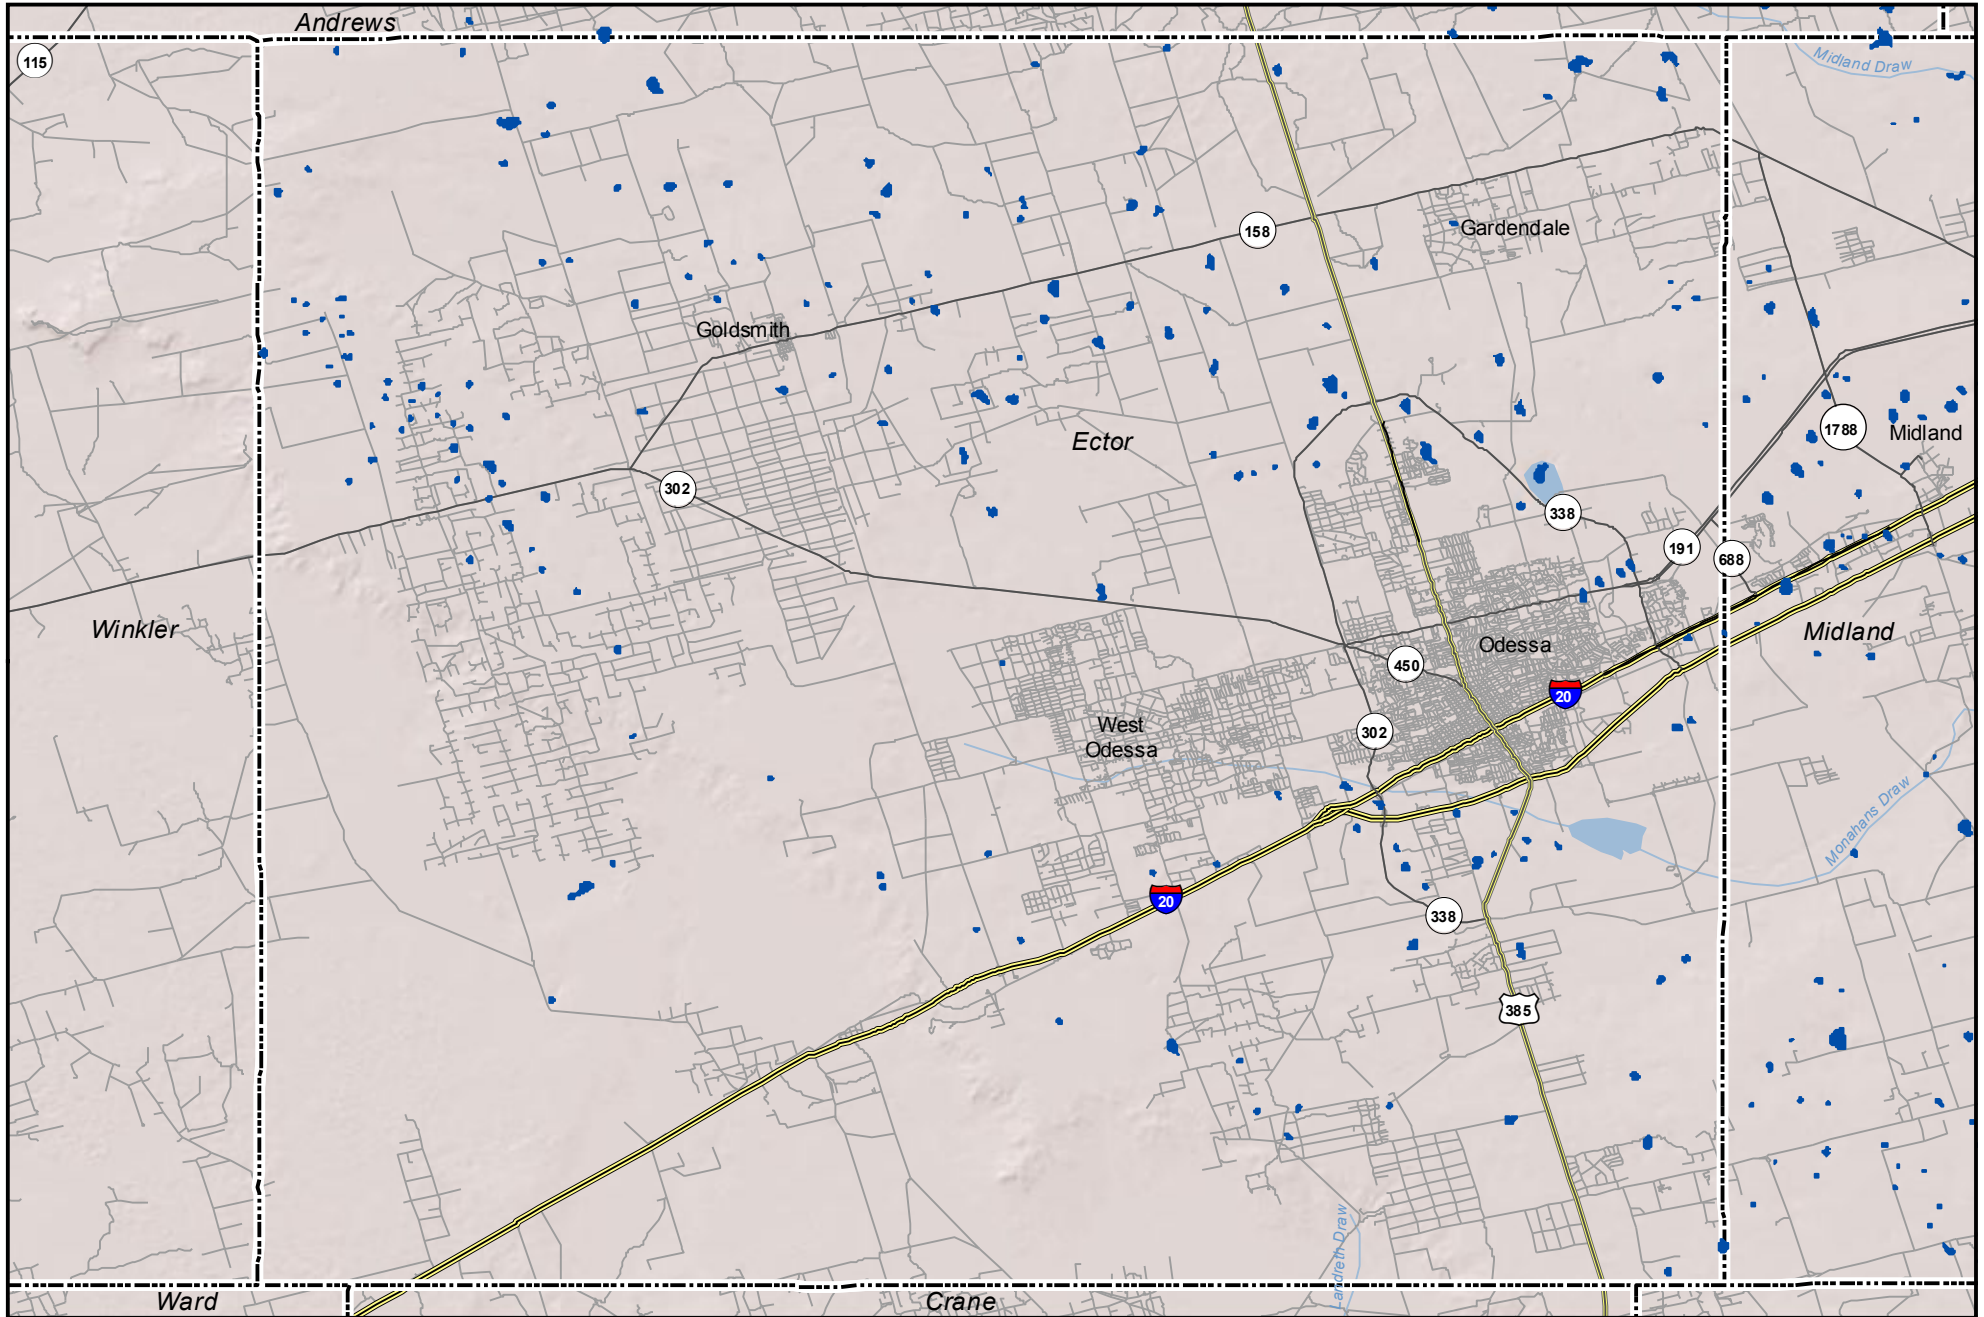 Andrews
115
Midland Draw
158
Gardendale
Goldsmith
Ector
1788
Midland
302
338
191
688
Winkler
Odessa
Midland
450
20
West
Odessa
302
Monahans Draw
20
338
385
Landreth Draw
Ward
Crane